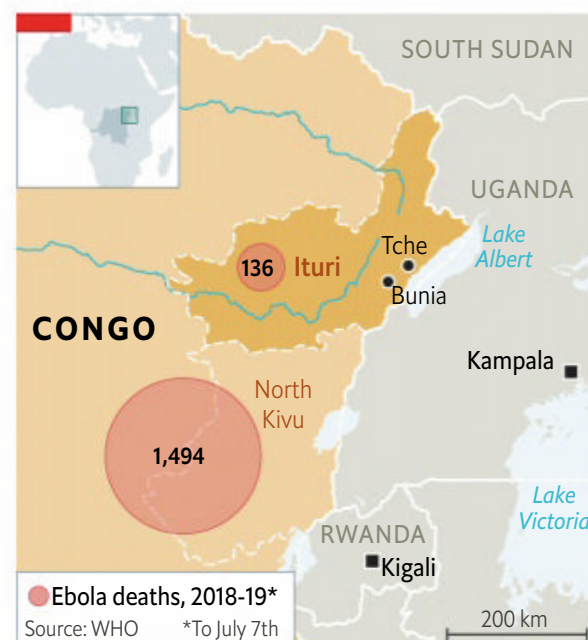 SOUTH SUDAN
UGANDA
Lake
Albert
Tche
136
Ituri
Bunia
CONGO
Kampala
North
Kivu
1,494
Lake
Victoria
RWANDA
Kigali
Ebola deaths, 2018-19*
Source: WHO *To July 7th
200 km